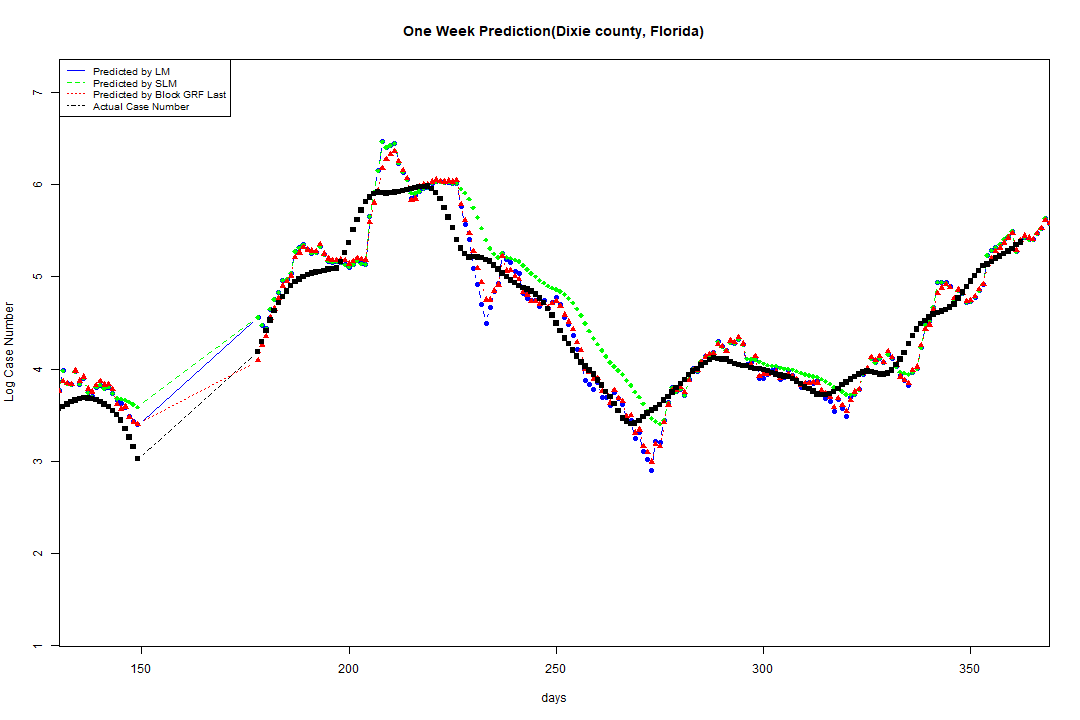 One Week Prediction(Dixie county, Florida)
Predicted by LM
Predicted by SLM
Predicted by Block GRF Last
Actual Case Number
7
6
5
4
3
2
1
Log Case Number
150 200 250 300 350
days